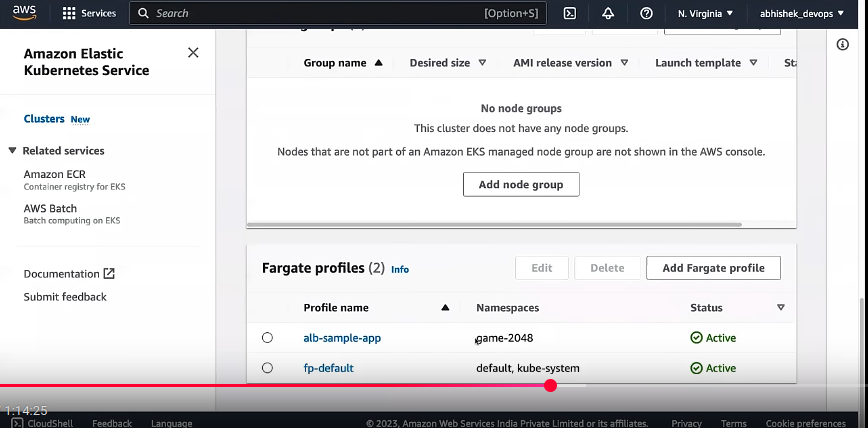 aws Services Search [Option+S] N. Virginia abhishek_devops
Amazon Elastic
Kubernetes Service
Clusters New
Related services
Amazon ECR
Container registry for EKS
AWS Batch
Batch computing on EKS
Documentation
Submit feedback
Group name Desired size AMI release version Launch template
No node groups
This cluster does not have any node groups.
Nodes that are not part of an Amazon EKS managed node group are not shown in the AWS console.
Add node group
Fargate profiles (2) Info Edit Delete Add Fargate profile
Profile name Namespaces Status
alb-sample-app game-2048 Active
fp-default default, kube-system Active
1:14:25
CloudShell Feedback Language © 2023, Amazon Web Services India Private Limited or its affiliates. Privacy Terms Cookie preferences